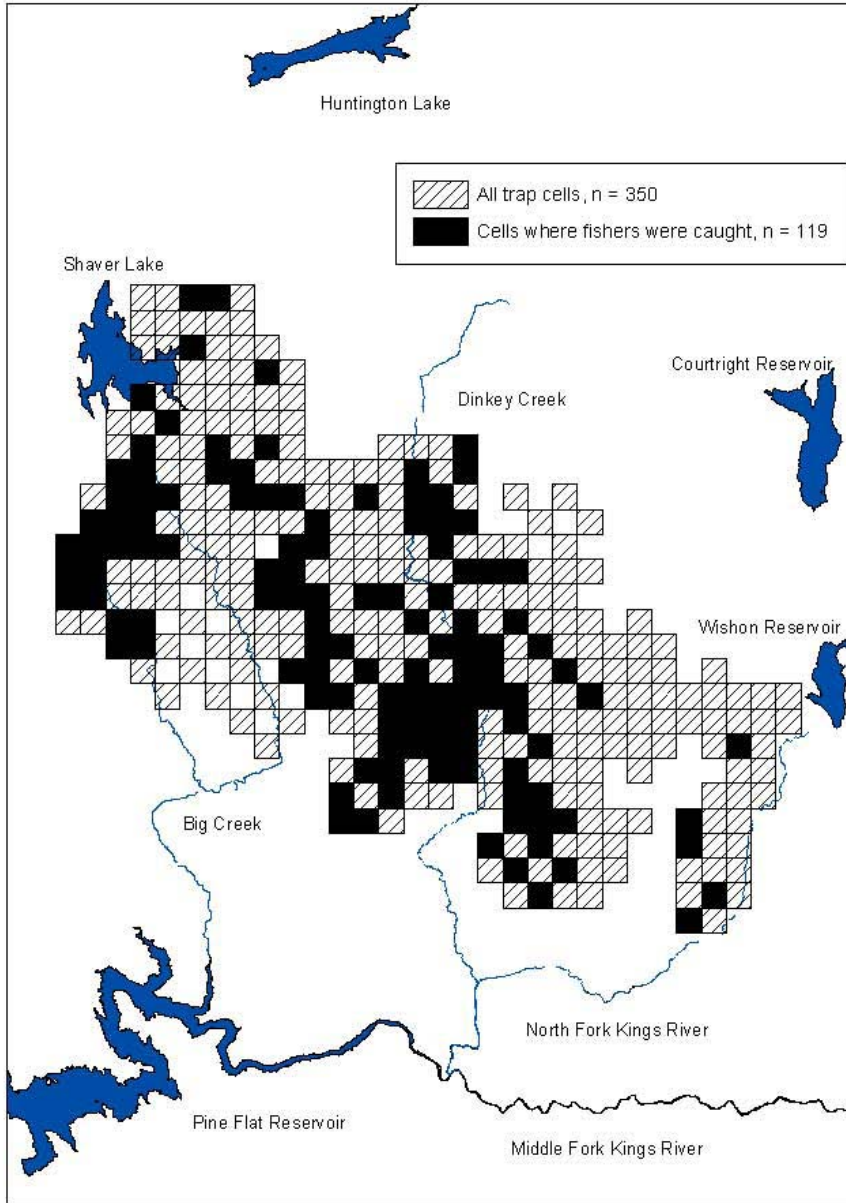 Huntington Lake
All trap cells, n = 350
Cells where fishers were caught, n = 119
Shaver Lake
Courtright Reservoir
Dinkey Creek
Wishon Reservoir
Big Creek
North Fork Kings River
Pine Flat Reservoir
Middle Fork Kings River